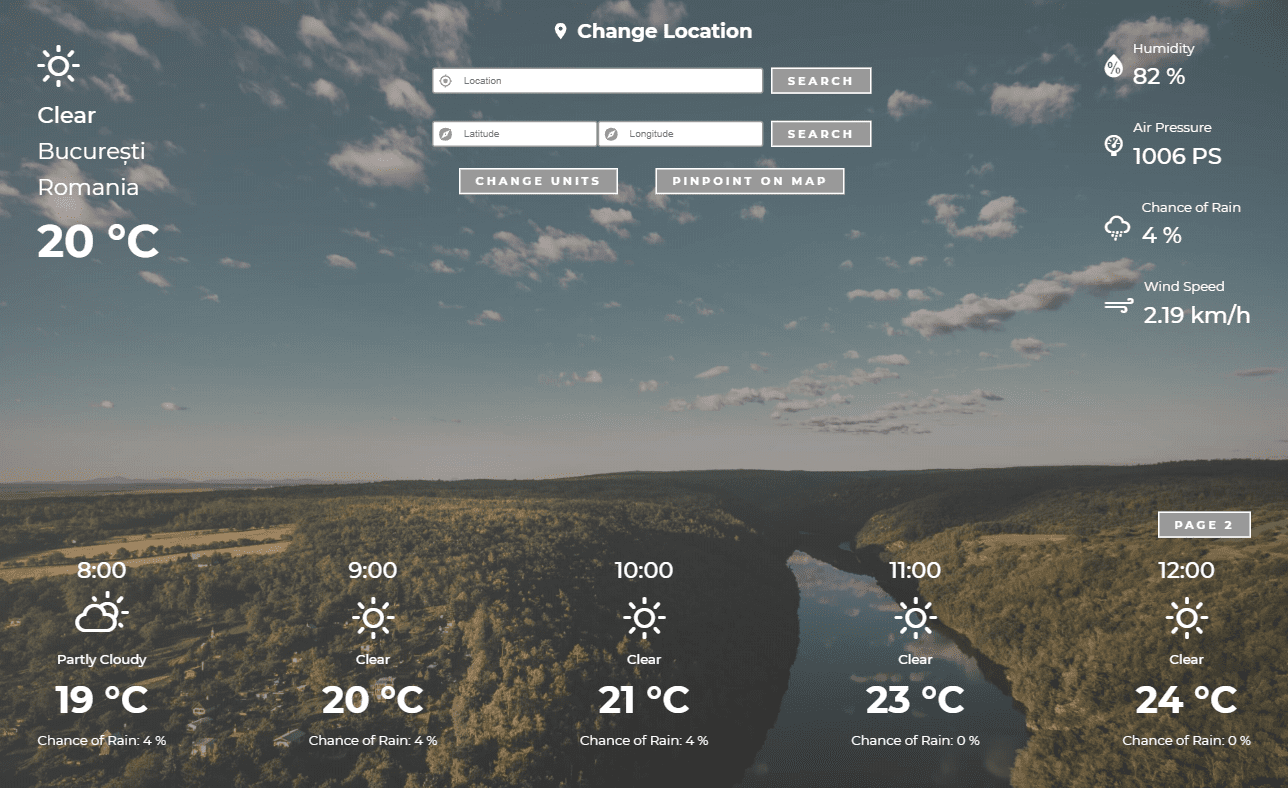 Change Location
Clear
București
Romania
20 °C
Location
SEARCH
Latitude
Longitude
SEARCH
CHANGE UNITS
PINPOINT ON MAP
Humidity
%
82 %
Air Pressure
1006 PS
Chance of Rain
4 %
Wind Speed
2.19 km/h
PAGE 2
8:00
Partly Cloudy
19 °C
Chance of Rain: 4 %
9:00
Clear
20 °C
Chance of Rain: 4 %
10:00
Clear
21 °C
Chance of Rain: 4 %
11:00
Clear
23 °C
Chance of Rain: 0 %
12:00
Clear
24 °C
Chance of Rain: 0 %